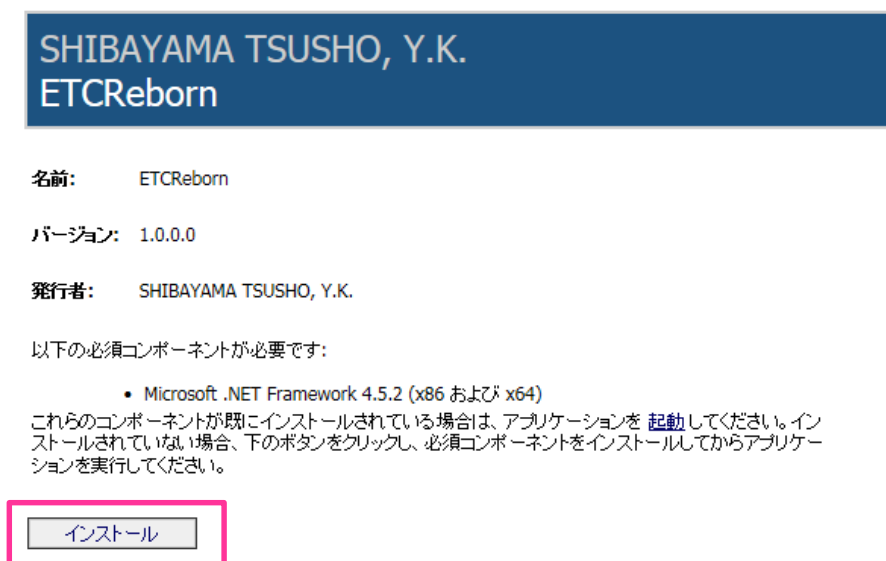 SHIBAYAMA TSUSHO, Y.K.
ETCReborn
名前: ETCReborn
バージョン: 1.0.0.0
発行者: SHIBAYAMA TSUSHO, Y.K.
以下の必須コンポーネントが必要です:
• Microsoft .NET Framework 4.5.2 (x86 および x64)
これらのコンポーネントが既にインストールされている場合は、アプリケーションを 起動 してください。イン
ストールされていない場合、下のボタンをクリックし、必須コンポーネントをインストールしてからアプリケー
ションを実行してください。
インストール